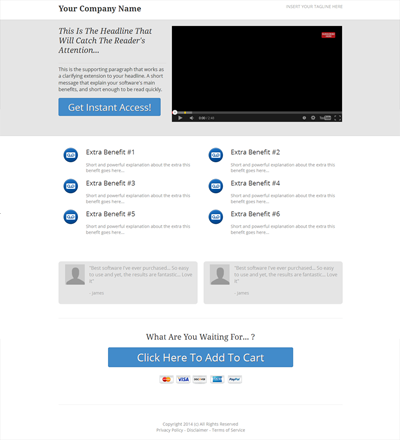 Your Company Name
INSERT YOUR TAGLINE HERE
This Is The Headline That
Will Catch The Reader's
Attention...
This is the supporting paragraph that works as
a clarifying extension to your headline. A short
message that explain your software's main
benefits, and short enough to be read quickly.
Get Instant Access!
Extra Benefit #1
Short and powerful explanation about the extra this
benefit goes here...
Extra Benefit #2
Short and powerful explanation about the extra this
benefit goes here...
Extra Benefit #3
Short and powerful explanation about the extra this
benefit goes here...
Extra Benefit #4
Short and powerful explanation about the extra this
benefit goes here...
Extra Benefit #5
Short and powerful explanation about the extra this
benefit goes here...
Extra Benefit #6
Short and powerful explanation about the extra this
benefit goes here...
"Best software I've ever purchased... So easy
to use and yet, the results are fantastic... Love
it"
- James
"Best software I've ever purchased... So easy
to use and yet, the results are fantastic... Love
it"
- James
What Are You Waiting For... ?
Click Here To Add To Cart
VISA
PayPal
Copyright 2014 (c) All Rights Reserved
Privacy Policy - Disclaimer - Terms of Service